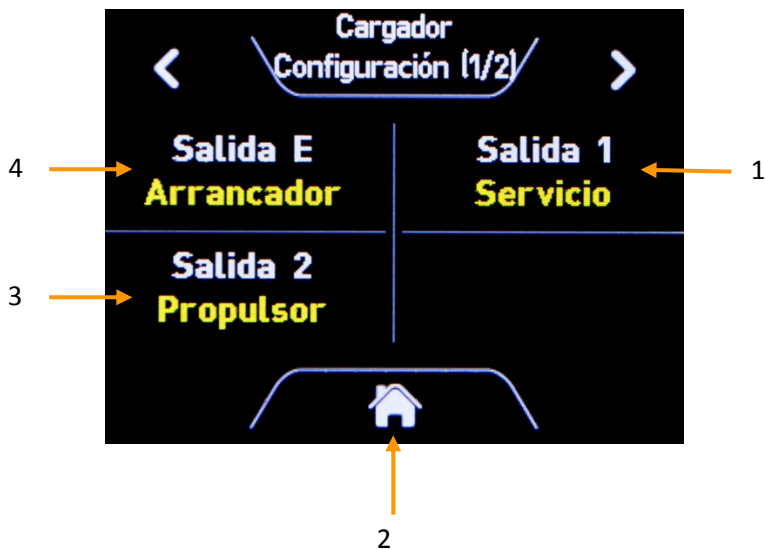 Cargador
Configuración (1/2)
Salida E
Arrancador
Salida 1
Servicio
Salida 2
Propulsor
4
1
3
2